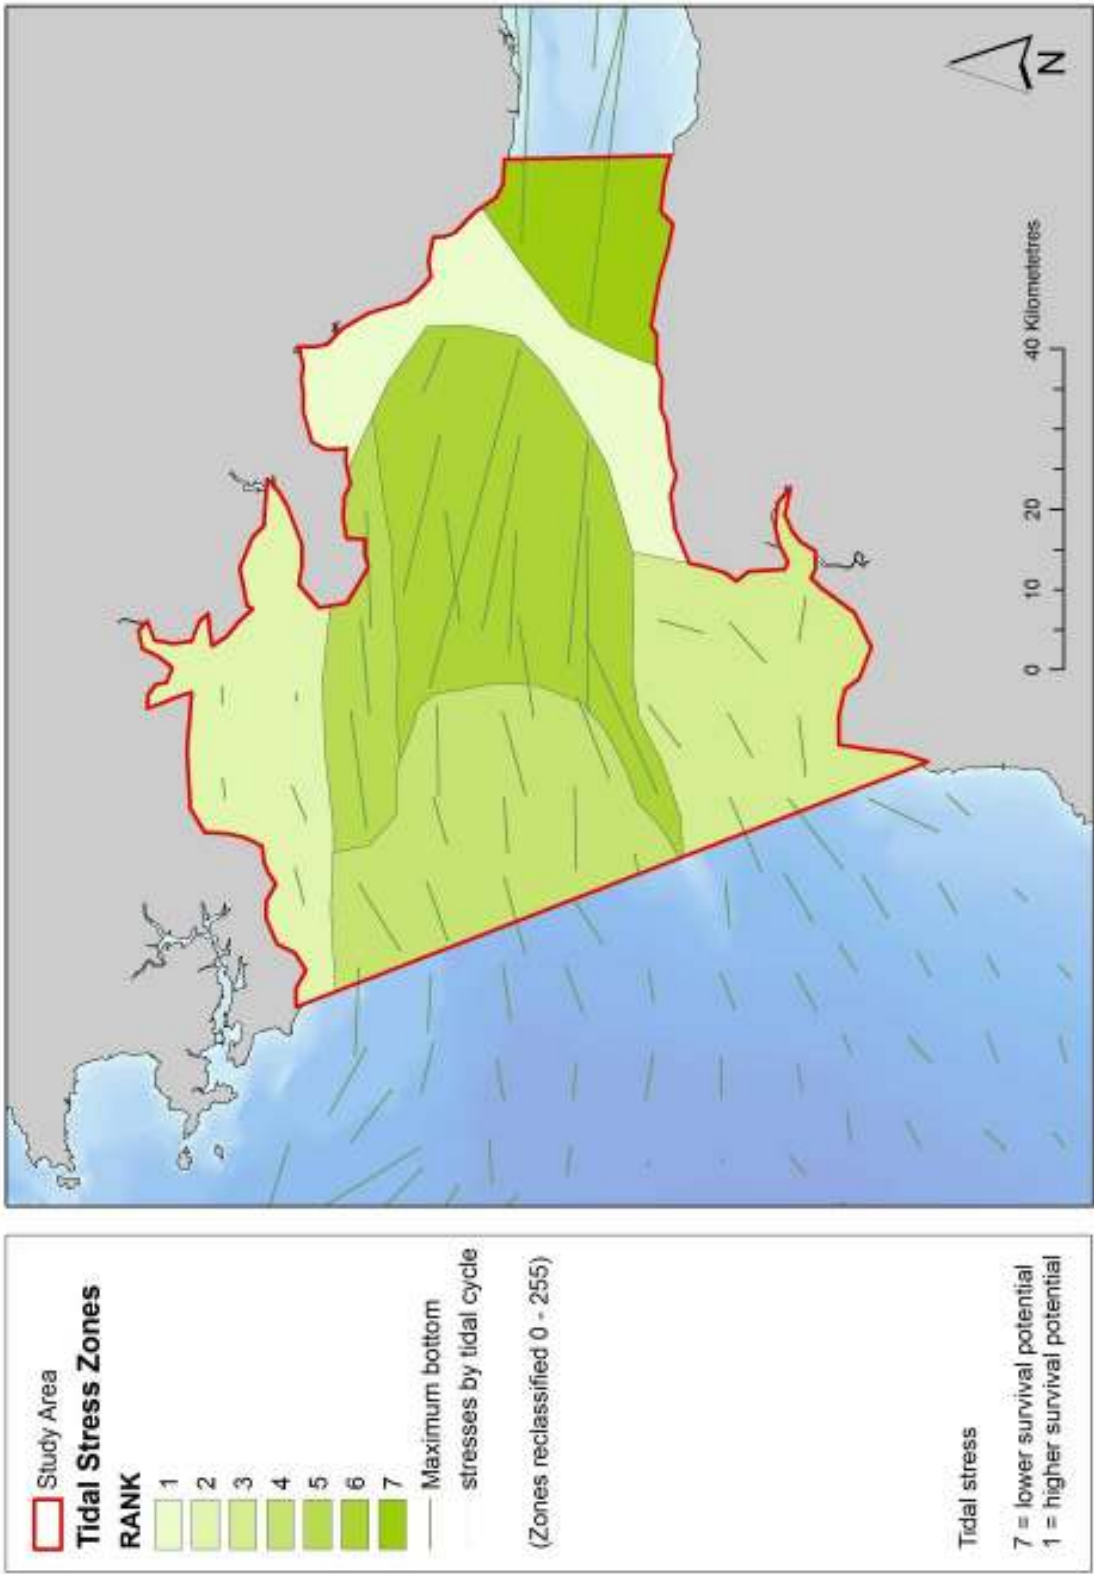 Study Area
Tidal Stress Zones
RANK
1
2
3
4
5
6
7
Maximum bottom
stresses by tidal cycle
(Zones reclassified 0 - 255)
Tidal stress
7 = lower survival potential
1 = higher survival potential
N
0 10 20 40 Kilometetres